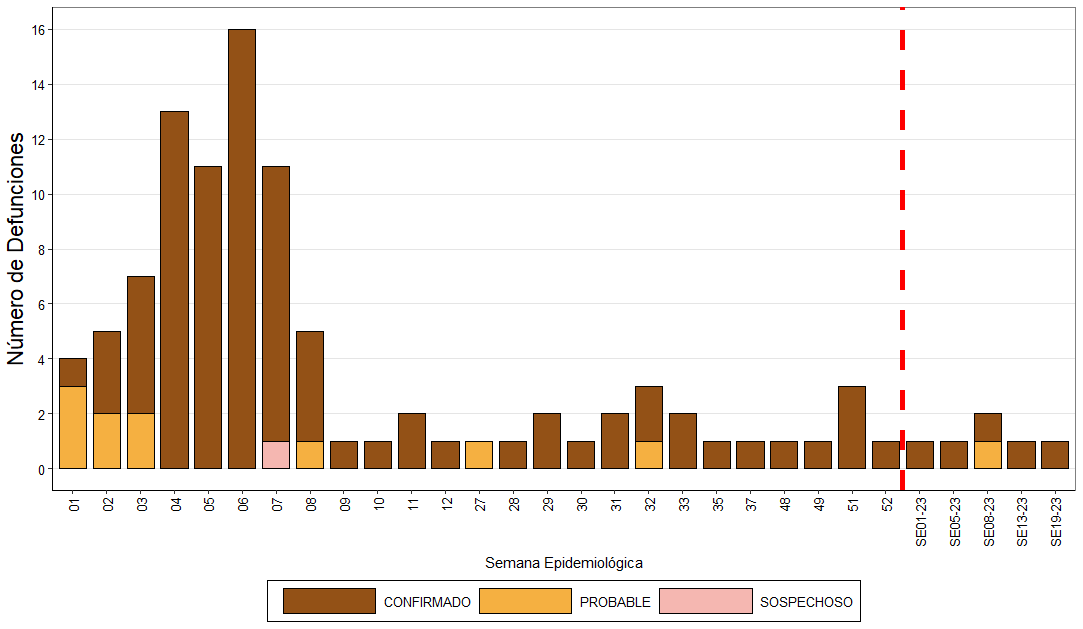 Número de Defunciones
16
14
12
10
8
6
4
2
0
01 02 03 04 05 06 07 08 09 10 11 12 27 28 29 30 31 32 33 35 37 48 49 51 52 SE01-23 SE05-23 SE08-23 SE13-23 SE19-23
Semana Epidemiológica
CONFIRMADO PROBABLE SOSPECHOSO